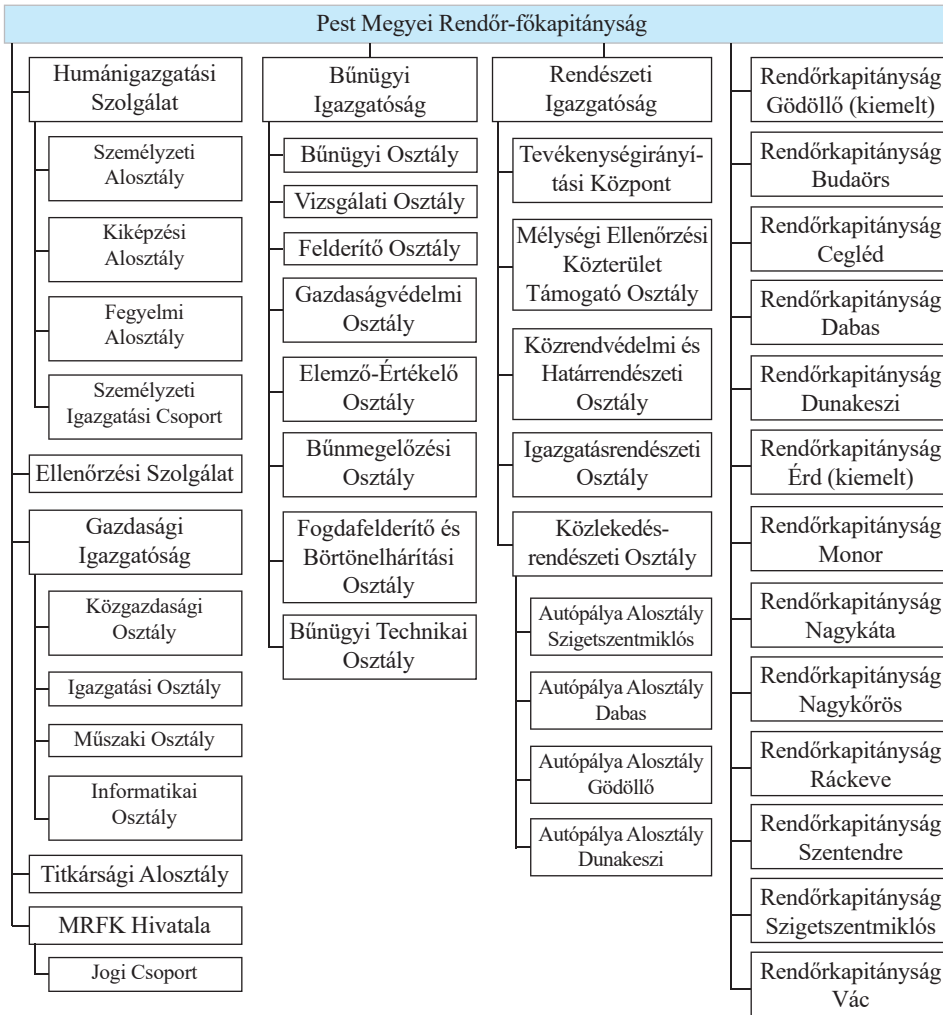 Pest Megyei Rendőr-főkapitányság
Humánigazgatási
Szolgálat
Személyzeti
Alosztály
Kiképzési
Alosztály
Fegyelmi
Alosztály
Személyzeti
Igazgatási Csoport
Ellenőrzési Szolgálat
Gazdasági
Igazgatóság
Közgazdasági
Osztály
Igazgatási Osztály
Műszaki Osztály
Informatikai
Osztály
Titkársági Alosztály
MRFK Hivatala
Jogi Csoport
Bűnügyi
Igazgatóság
Bűnügyi Osztály
Vizsgálati Osztály
Felderítő Osztály
Gazdaságvédelmi
Osztály
Elemző-Értékelő
Osztály
Bűnmegelőzési
Osztály
Fogdafelderítő és
Börtönelhárítási
Osztály
Bűnügyi Technikai
Osztály
Rendészeti
Igazgatóság
Tevékenységirányí-
tási Központ
Mélységi Ellenőrzési
Közterület
Támogató Osztály
Közrendvédelmi és
Határrendészeti
Osztály
Igazgatásrendészeti
Osztály
Közlekedés-
rendészeti Osztály
Autópálya Alosztály
Szigetszentmiklós
Autópálya Alosztály
Dabas
Autópálya Alosztály
Gödöllő
Autópálya Alosztály
Dunakeszi
Rendőrkapitányság
Gödöllő (kiemelt)
Rendőrkapitányság
Budaörs
Rendőrkapitányság
Cegléd
Rendőrkapitányság
Dabas
Rendőrkapitányság
Dunakeszi
Rendőrkapitányság
Érd (kiemelt)
Rendőrkapitányság
Monor
Rendőrkapitányság
Nagykáta
Rendőrkapitányság
Nagykőrös
Rendőrkapitányság
Ráckeve
Rendőrkapitányság
Szentendre
Rendőrkapitányság
Szigetszentmiklós
Rendőrkapitányság
Vác